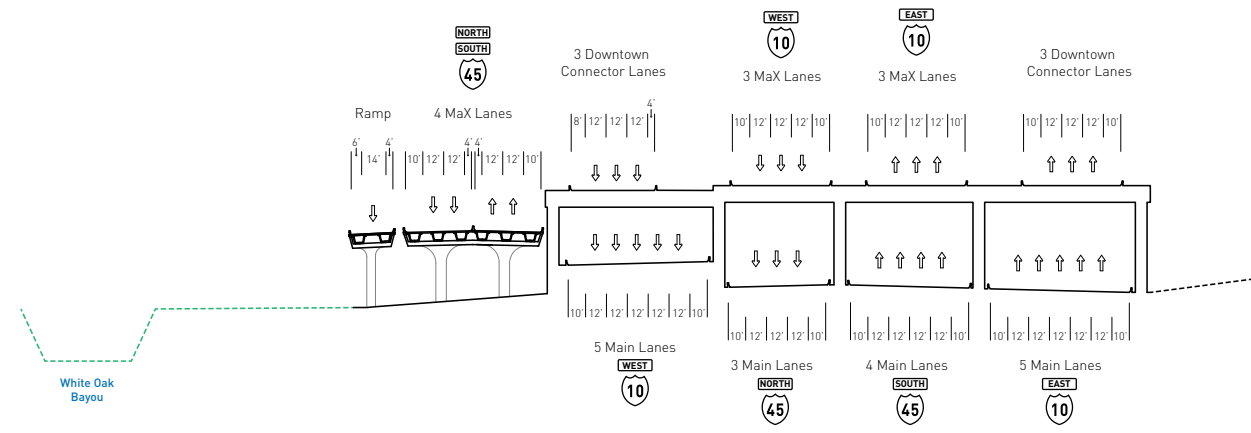 NORTH
SOUTH
45
WEST
10
EAST
10
3 Downtown
Connector Lanes
3 MaX Lanes
3 MaX Lanes
3 Downtown
Connector Lanes
Ramp
4 MaX Lanes
8' 12' 12' 12' 4'
10' 12' 12' 12' 10'
10' 12' 12' 12' 10'
10' 12' 12' 12' 10'
6' 14' 4'
10' 12' 12' 4' 4' 12' 12' 10'
10' 12' 12' 12' 12' 12' 10'
10' 12' 12' 12' 10'
10' 12' 12' 12' 12' 10'
10' 12' 12' 12' 12' 12' 10'
5 Main Lanes
WEST
10
3 Main Lanes
NORTH
45
4 Main Lanes
SOUTH
45
5 Main Lanes
EAST
10
White Oak
Bayou